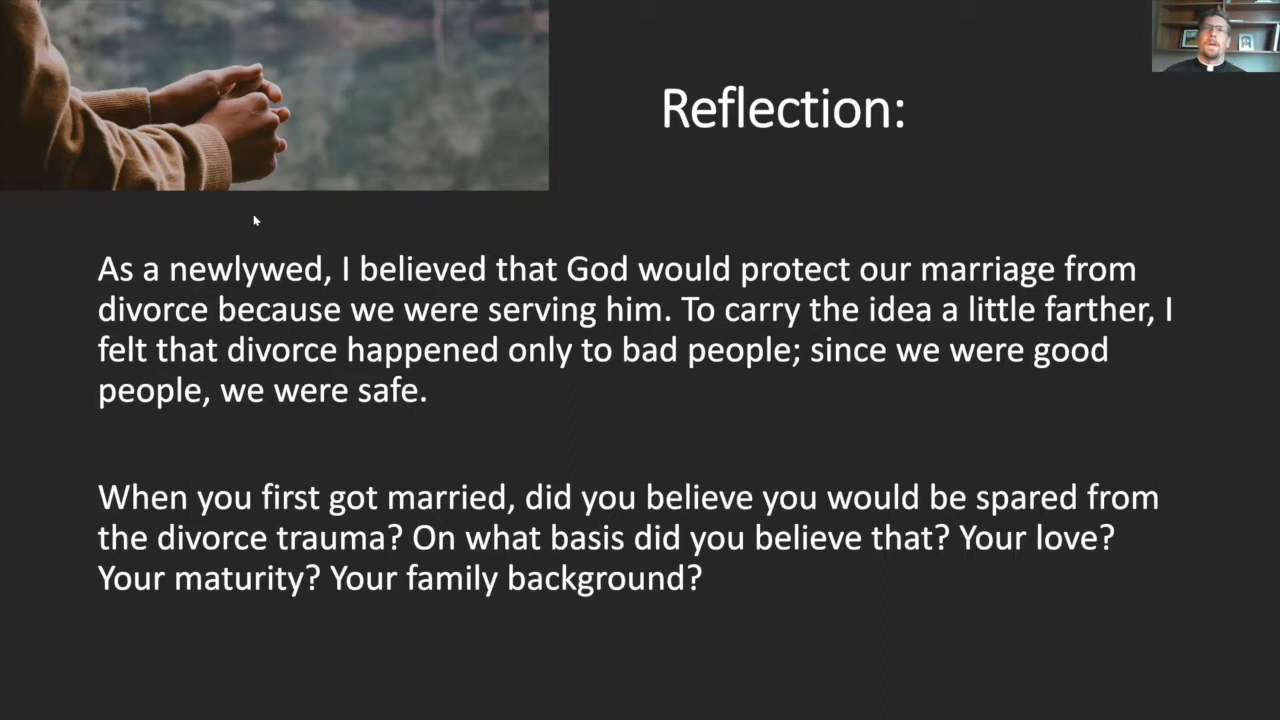 Reflection:
As a newlywed, I believed that God would protect our marriage from
divorce because we were serving him. To carry the idea a little farther, I
felt that divorce happened only to bad people; since we were good
people, we were safe.
When you first got married, did you believe you would be spared from
the divorce trauma? On what basis did you believe that? Your love?
Your maturity? Your family background?